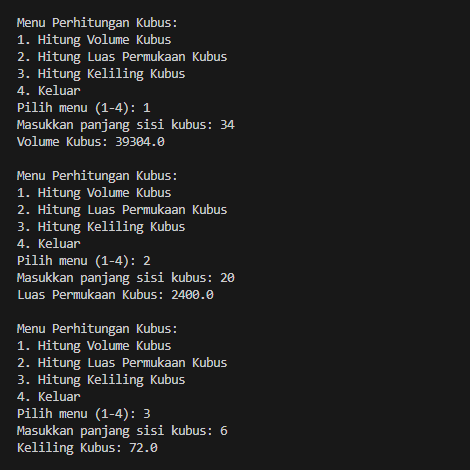 Menu Perhitungan Kubus:
1. Hitung Volume Kubus
2. Hitung Luas Permukaan Kubus
3. Hitung Keliling Kubus
4. Keluar
Pilih menu (1-4): 1
Masukkan panjang sisi kubus: 34
Volume Kubus: 39304.0

Menu Perhitungan Kubus:
1. Hitung Volume Kubus
2. Hitung Luas Permukaan Kubus
3. Hitung Keliling Kubus
4. Keluar
Pilih menu (1-4): 2
Masukkan panjang sisi kubus: 20
Luas Permukaan Kubus: 2400.0

Menu Perhitungan Kubus:
1. Hitung Volume Kubus
2. Hitung Luas Permukaan Kubus
3. Hitung Keliling Kubus
4. Keluar
Pilih menu (1-4): 3
Masukkan panjang sisi kubus: 6
Keliling Kubus: 72.0